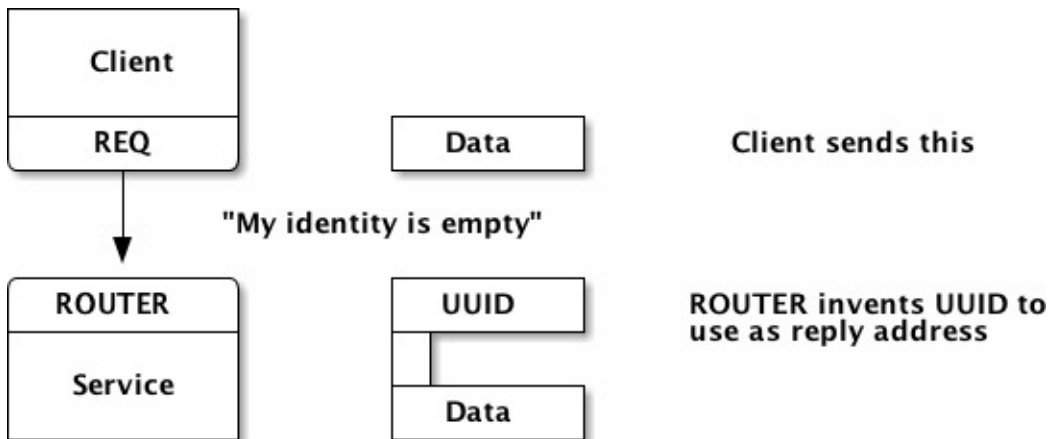 Client
REQ
Data
Client sends this
"My identity is empty"
ROUTER
UUID
ROUTER invents UUID to
use as reply address
Service
Data